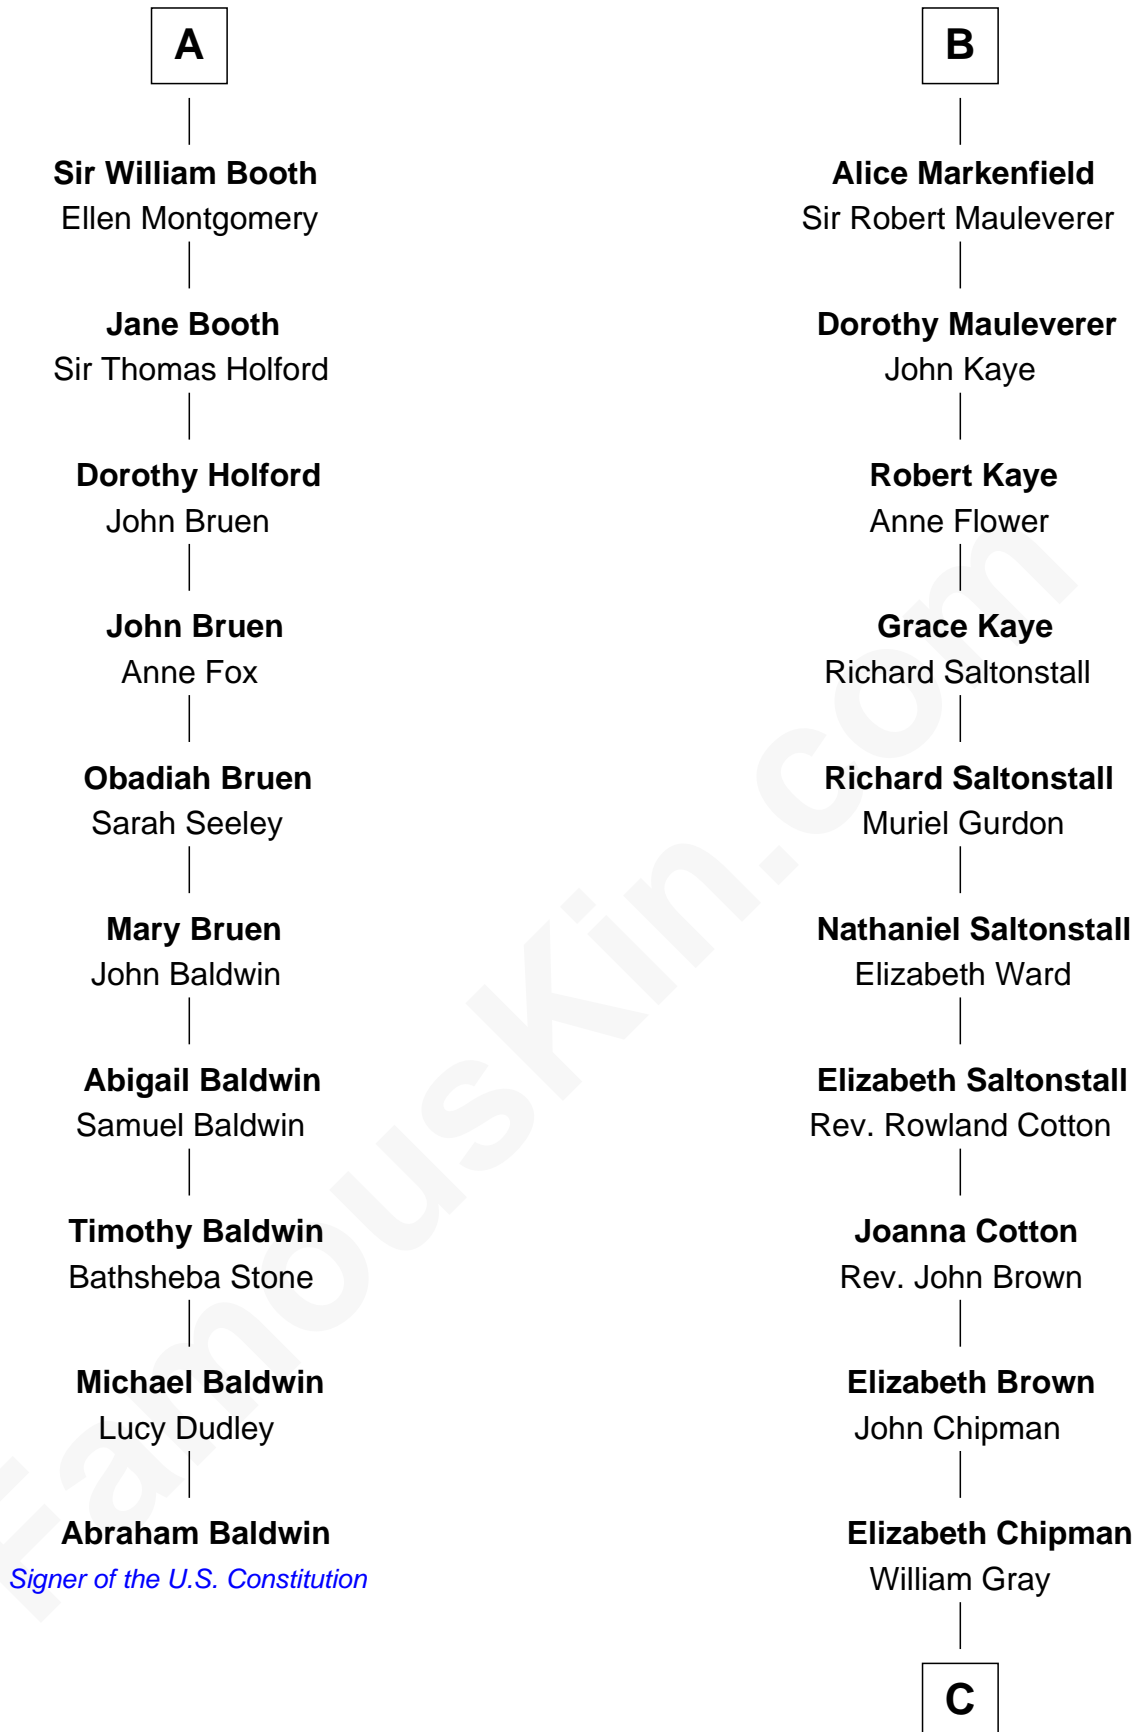 A
Sir William Booth
Ellen Montgomery
Jane Booth
Sir Thomas Holford
Dorothy Holford
John Bruen
John Bruen
Anne Fox
Obadiah Bruen
Sarah Seeley
Mary Bruen
John Baldwin
Abigail Baldwin
Samuel Baldwin
Timothy Baldwin
Bathsheba Stone
Michael Baldwin
Lucy Dudley
Abraham Baldwin
Signer of the U.S. Constitution
B
Alice Markenfield
Sir Robert Mauleverer
Dorothy Mauleverer
John Kaye
Robert Kaye
Anne Flower
Grace Kaye
Richard Saltonstall
Richard Saltonstall
Muriel Gurdon
Nathaniel Saltonstall
Elizabeth Ward
Elizabeth Saltonstall
Rev. Rowland Cotton
Joanna Cotton
Rev. John Brown
Elizabeth Brown
John Chipman
Elizabeth Chipman
William Gray
C
FamousKin.com